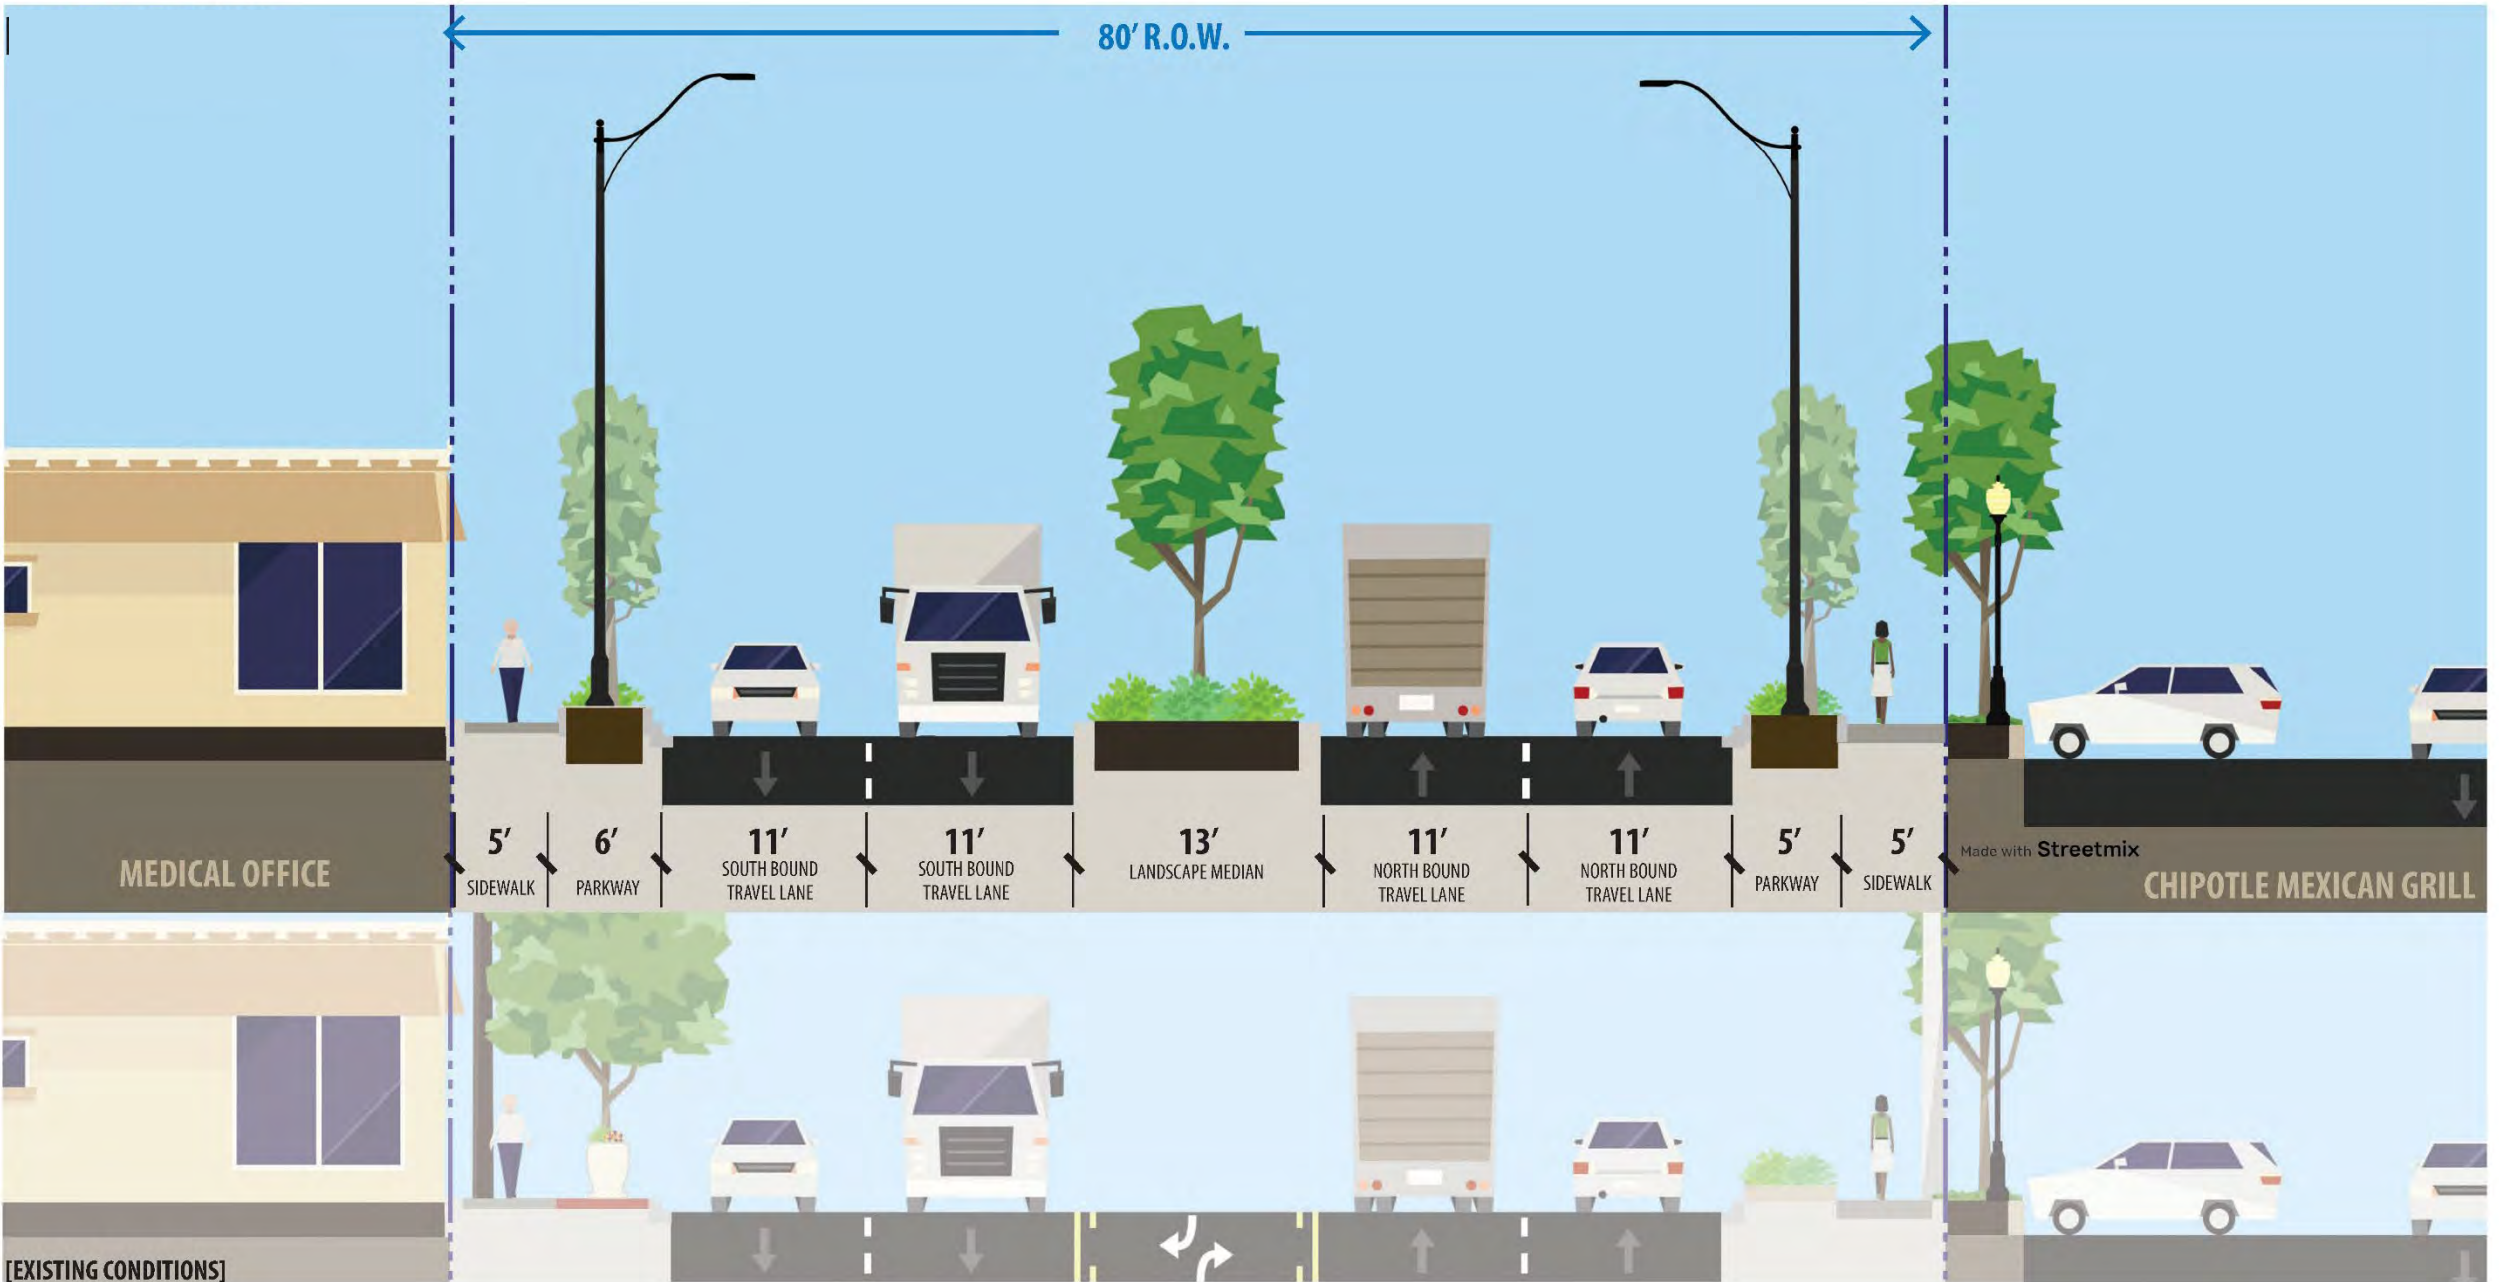 80' R.O.W.
5'
SIDEWALK
6'
PARKWAY
11'
SOUTH BOUND
TRAVEL LANE
11'
SOUTH BOUND
TRAVEL LANE
13'
LANDSCAPE MEDIAN
11'
NORTH BOUND
TRAVEL LANE
11'
NORTH BOUND
TRAVEL LANE
5'
PARKWAY
5'
SIDEWALK
MEDICAL OFFICE
Made with Streetmix
CHIPOTLE MEXICAN GRILL
[EXISTING CONDITIONS]